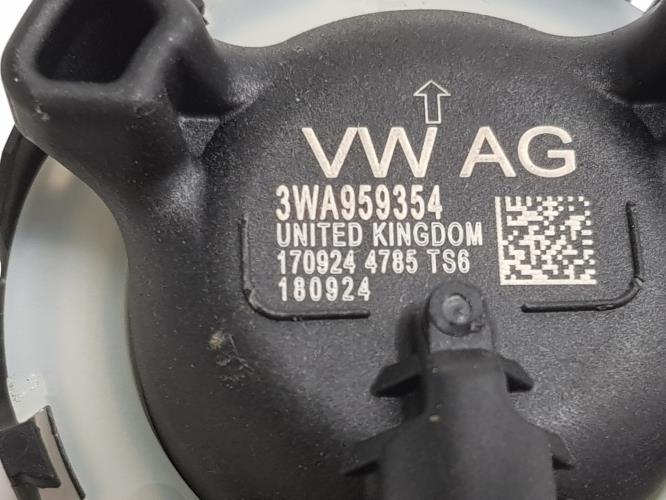 VW AG
3WA959354
UNITED KINGDOM
170924 4785 TS6
180924